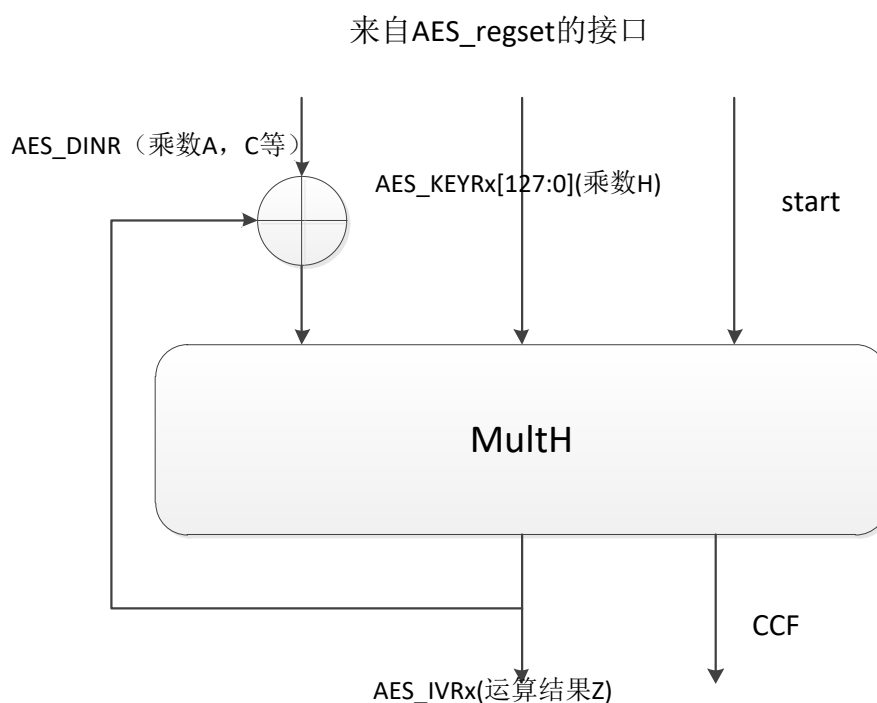 来自AES_regset的接口
AES_DINR（乘数A，C等）
AES_KEYRx[127:0](乘数H)
start
MultH
CCF
AES_IVRx(运算结果Z)